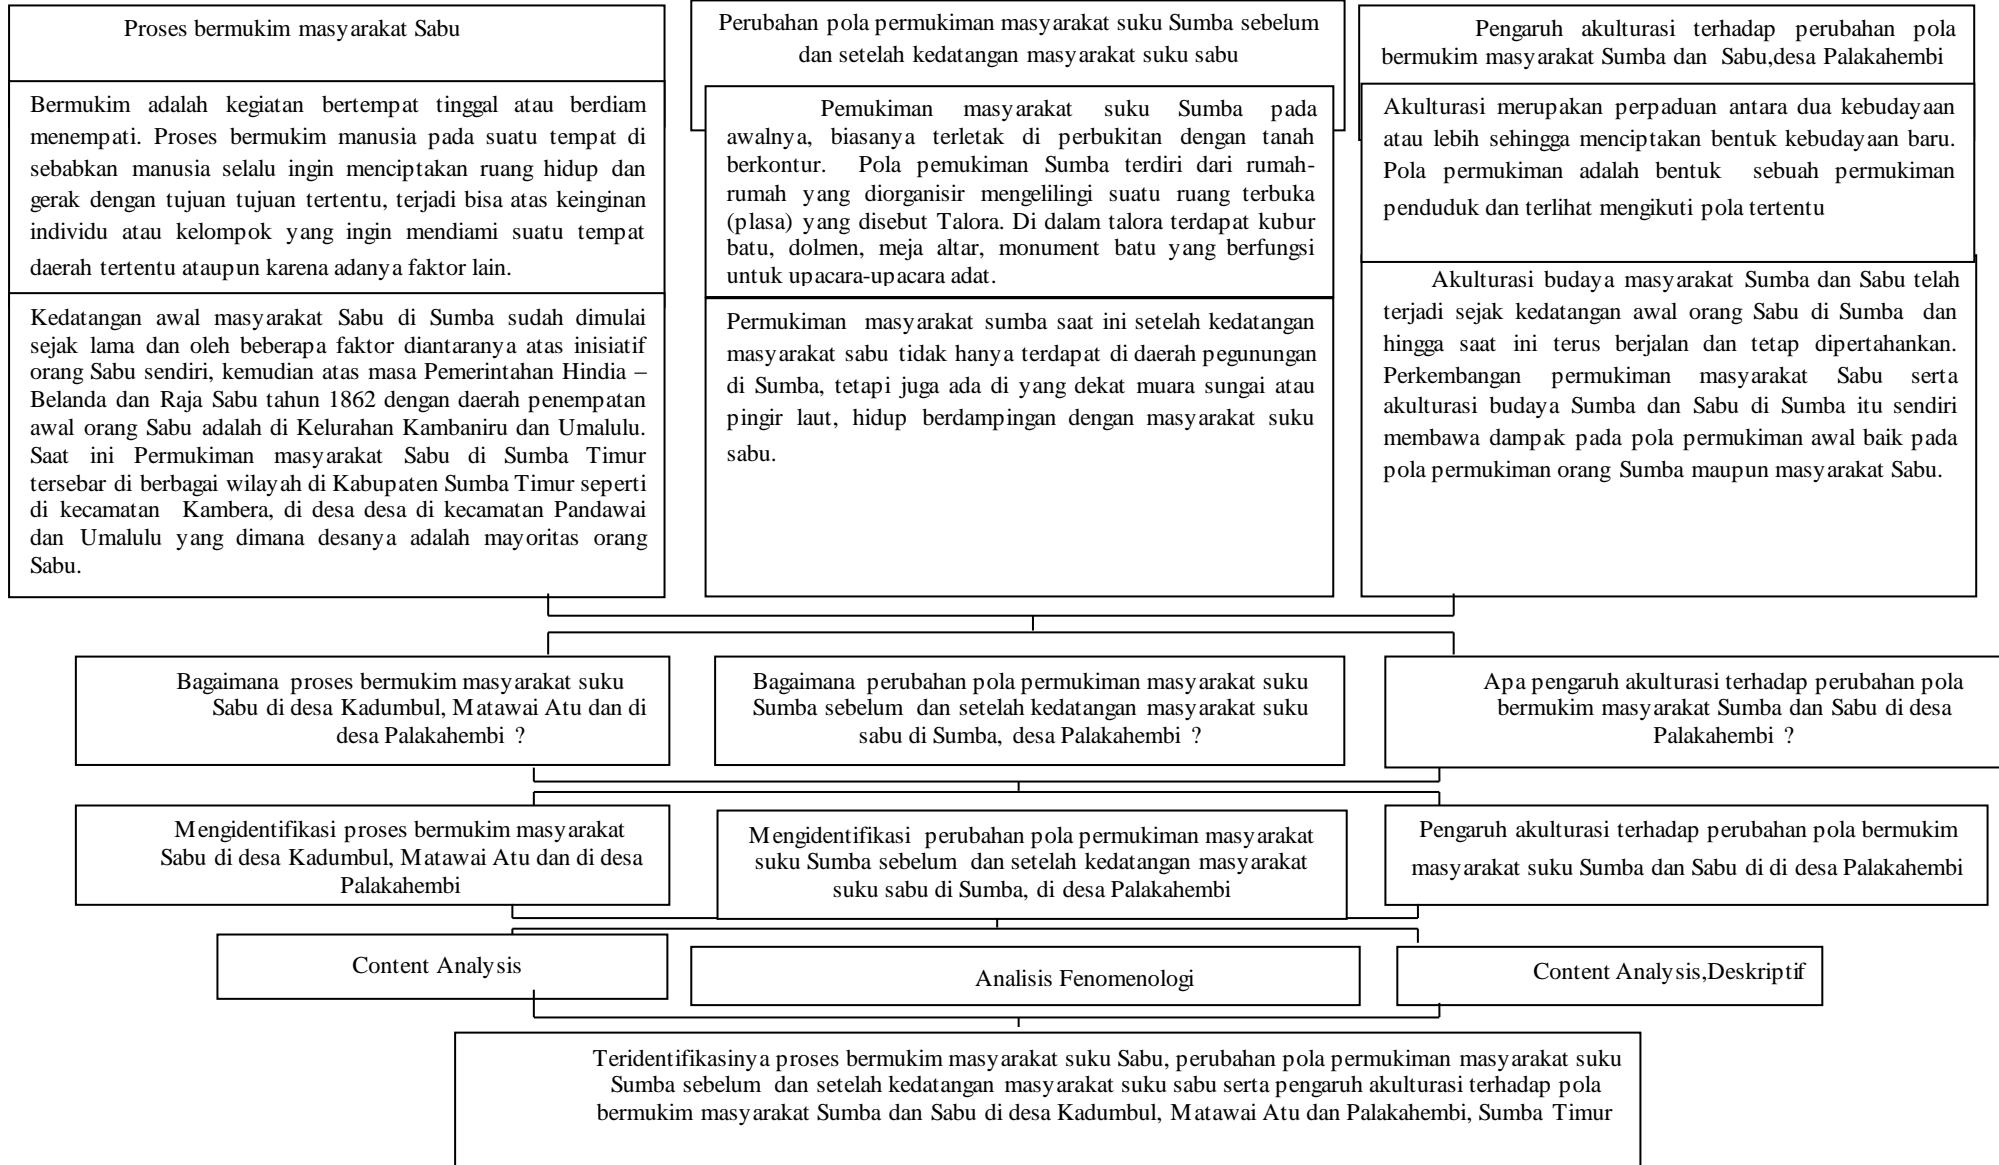 Proses bermukim masyarakat Sabu
Bermukim adalah kegiatan bertempat tinggal atau berdiam
menempati. Proses bermukim manusia pada suatu tempat di
sebabkan manusia selalu ingin menciptakan ruang hidup dan
gerak dengan tujuan tujuan tertentu, terjadi bisa atas keinginan
individu atau kelompok yang ingin mendiami suatu tempat
daerah tertentu ataupun karena adanya faktor lain.
Kedatangan awal masyarakat Sabu di Sumba sudah dimulai
sejak lama dan oleh beberapa faktor diantaranya atas inisiatif
orang Sabu sendiri, kemudian atas masa Pemerintahan Hindia –
Belanda dan Raja Sabu tahun 1862 dengan daerah penempatan
awal orang Sabu adalah di Kelurahan Kambaniru dan Umalulu.
Saat ini Permukiman masyarakat Sabu di Sumba Timur
tersebar di berbagai wilayah di Kabupaten Sumba Timur seperti
di kecamatan Kambera, di desa desa di kecamatan Pandawai
dan Umalulu yang dimana desanya adalah mayoritas orang
Sabu.
Perubahan pola permukiman masyarakat suku Sumba sebelum
dan setelah kedatangan masyarakat suku sabu
Pemukiman masyarakat suku Sumba pada
awalnya, biasanya terletak di perbukitan dengan tanah
berkontur. Pola pemukiman Sumba terdiri dari rumah-
rumah yang diorganisir mengelilingi suatu ruang terbuka
(plasa) yang disebut Talora. Di dalam talora terdapat kubur
batu, dolmen, meja altar, monument batu yang berfungsi
untuk upacara-upacara adat.
Permukiman masyarakat sumba saat ini setelah kedatangan
masyarakat sabu tidak hanya terdapat di daerah pegunungan
di Sumba, tetapi juga ada di yang dekat muara sungai atau
pingir laut, hidup berdampingan dengan masyarakat suku
sabu.
Pengaruh akulturasi terhadap perubahan pola
bermukim masyarakat Sumba dan Sabu,desa Palakahembi
Akulturasi merupakan perpaduan antara dua kebudayaan
atau lebih sehingga menciptakan bentuk kebudayaan baru.
Pola permukiman adalah bentuk sebuah permukiman
penduduk dan terlihat mengikuti pola tertentu
Akulturasi budaya masyarakat Sumba dan Sabu telah
terjadi sejak kedatangan awal orang Sabu di Sumba dan
hingga saat ini terus berjalan dan tetap dipertahankan.
Perkembangan permukiman masyarakat Sabu serta
akulturasi budaya Sumba dan Sabu di Sumba itu sendiri
membawa dampak pada pola permukiman awal baik pada
pola permukiman orang Sumba maupun masyarakat Sabu.
Bagaimana proses bermukim masyarakat suku
Sabu di desa Kadumbul, Matawai Atu dan di
desa Palakahembi ?
Bagaimana perubahan pola permukiman masyarakat suku
Sumba sebelum dan setelah kedatangan masyarakat suku
sabu di Sumba, desa Palakahembi ?
Apa pengaruh akulturasi terhadap perubahan pola
bermukim masyarakat Sumba dan Sabu di desa
Palakahembi ?
Mengidentifikasi proses bermukim masyarakat
Sabu di desa Kadumbul, Matawai Atu dan di desa
Palakahembi
Mengidentifikasi perubahan pola permukiman masyarakat
suku Sumba sebelum dan setelah kedatangan masyarakat
suku sabu di Sumba, di desa Palakahembi
Pengaruh akulturasi terhadap perubahan pola bermukim
masyarakat suku Sumba dan Sabu di di desa Palakahembi
Content Analysis
Analisis Fenomenologi
Content Analysis,Deskriptif
Teridentifikasinya proses bermukim masyarakat suku Sabu, perubahan pola permukiman masyarakat suku
Sumba sebelum dan setelah kedatangan masyarakat suku sabu serta pengaruh akulturasi terhadap pola
bermukim masyarakat Sumba dan Sabu di desa Kadumbul, Matawai Atu dan Palakahembi, Sumba Timur